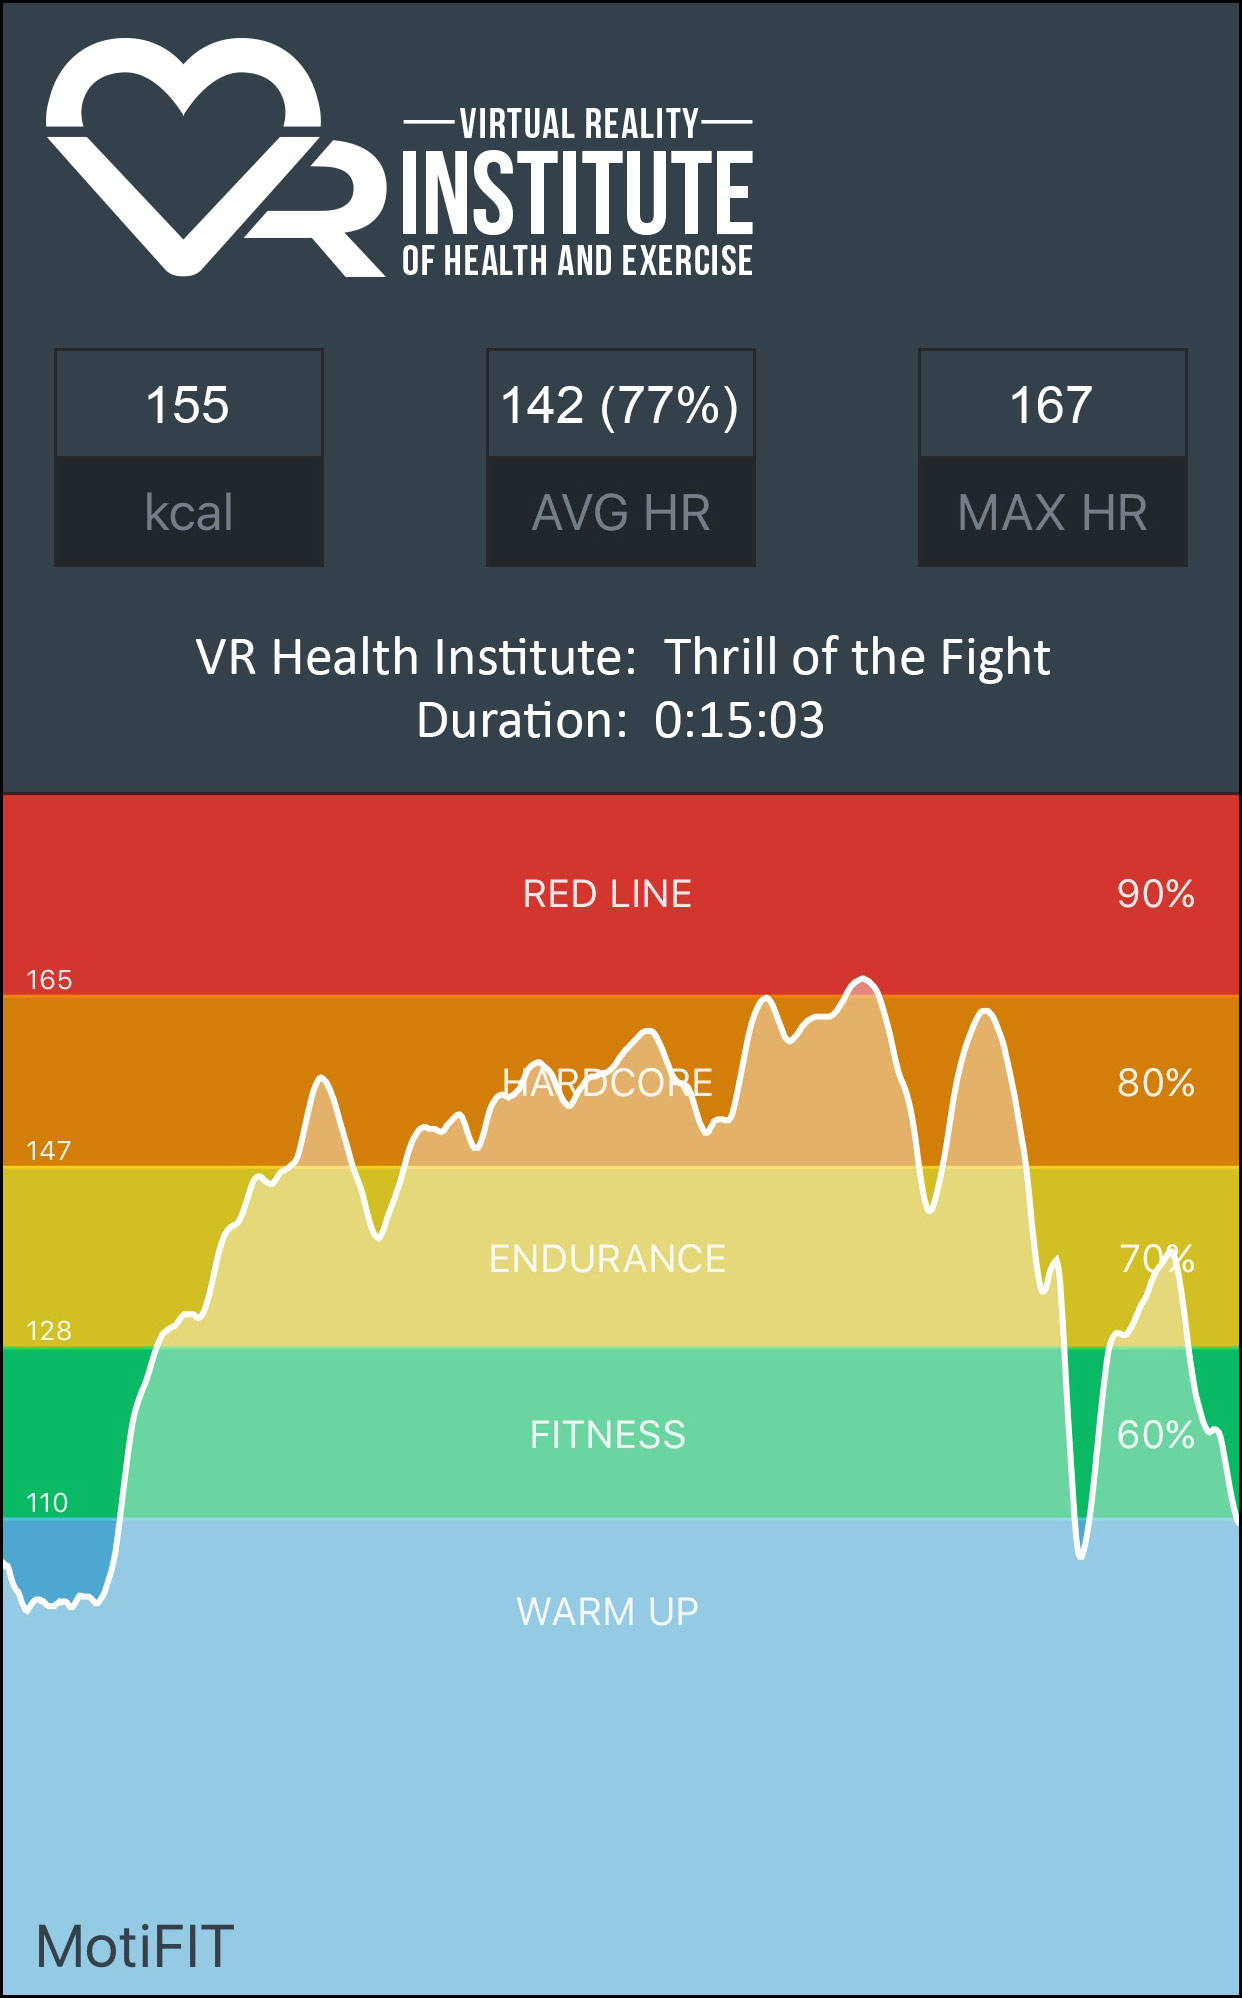 VIRTUAL REALITY
INSTITUTE
OF HEALTH AND EXERCISE
VR
155
kcal
142 (77%)
AVG HR
167
MAX HR
VR Health Institute: Thrill of the Fight
Duration: 0:15:03
RED LINE
90%
165
HARDCORE
80%
147
ENDURANCE
70%
128
FITNESS
60%
110
WARM UP
MotiFIT